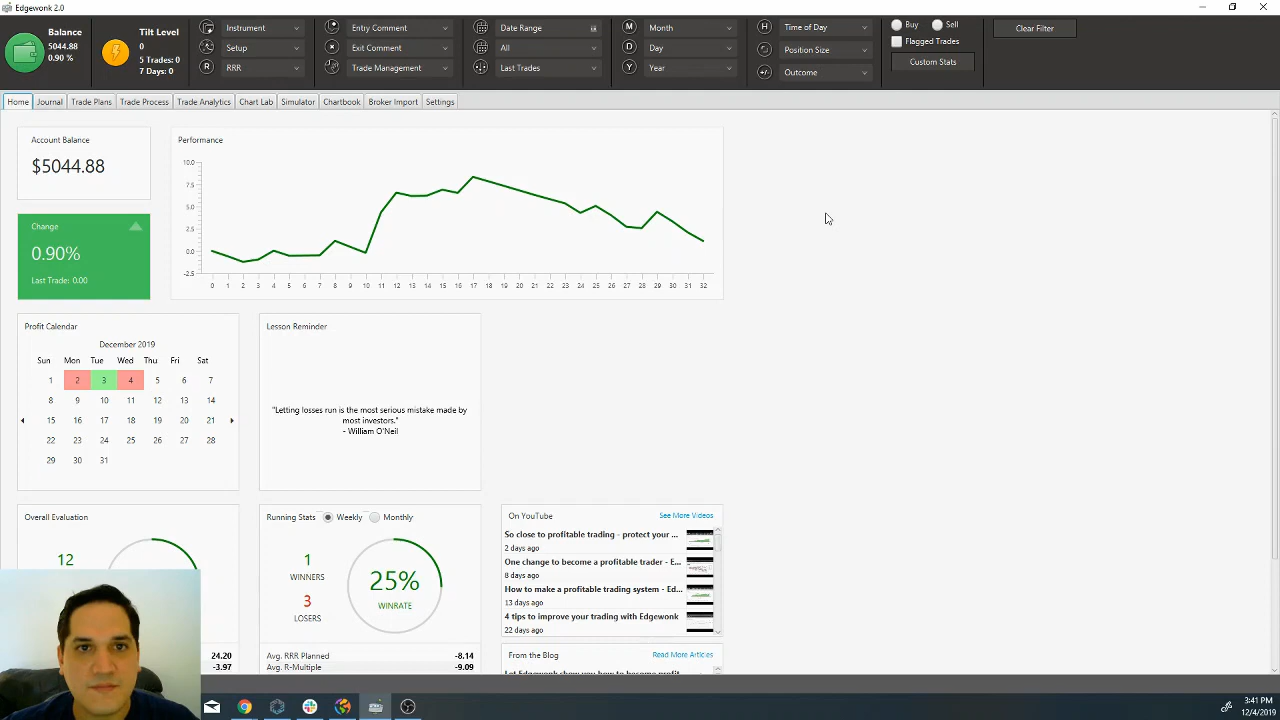 Edgewonk 2.0
Balance
5044.88
0.90 %
Tilt Level
0
5 Trades: 0
7 Days: 0
Instrument
Setup
R
RRR
Entry Comment
Exit Comment
Trade Management
Date Range
All
Last Trades
M
Month
D
Day
Y
Year
H
Time of Day
Position Size
+/-
Outcome
Buy
Sell
Flagged Trades
Custom Stats
Clear Filter
Home
Journal
Trade Plans
Trade Process
Trade Analytics
Chart Lab
Simulator
Chartbook
Broker Import
Settings
Account Balance
$5044.88
Change
0.90%
Last Trade: 0.00
Performance
10.0
7.5
5.0
2.5
0.0
-2.5
0 1 2 3 4 5 6 7 8 9 10 11 12 13 14 15 16 17 18 19 20 21 22 23 24 25 26 27 28 29 30 31 32
Profit Calendar
December 2019
Sun Mon Tue Wed Thu Fri Sat
1 2 3 4 5 6 7
8 9 10 11 12 13 14
15 16 17 18 19 20 21
22 23 24 25 26 27 28
29 30 31
Lesson Reminder
"Letting losses run is the most serious mistake made by
most investors."
- William O'Neil
Overall Evaluation
12
24.20
-3.97
Running Stats
Weekly
Monthly
1
WINNERS
3
LOSERS
25%
WINRATE
Avg. RRR Planned -8.14
Avg. R-Multiple -9.09
On YouTube
See More Videos
So close to profitable trading - protect your ...
2 days ago
One change to become a profitable trader - E...
8 days ago
How to make a profitable trading system - Ed...
13 days ago
4 tips to improve your trading with Edgewonk
22 days ago
From the Blog
Read More Articles
3:41 PM
12/4/2019